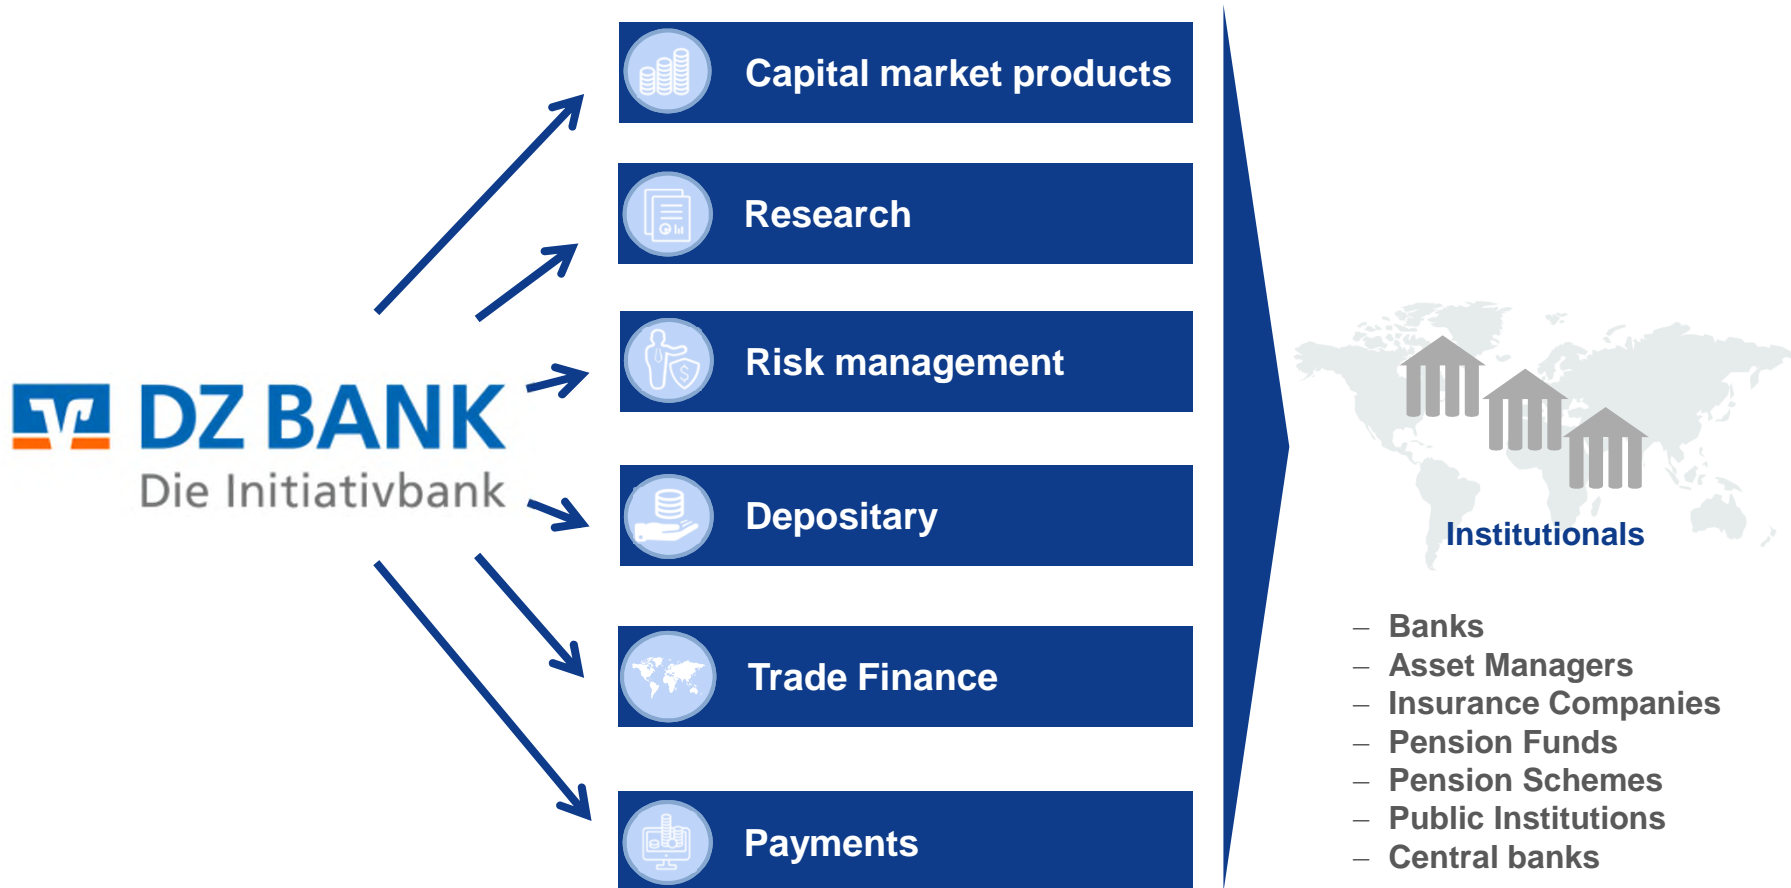 DZ BANK
Die Initiativbank
Capital market products
Research
Risk management
Depositary
Trade Finance
Payments
Institutionals
– Banks
– Asset Managers
– Insurance Companies
– Pension Funds
– Pension Schemes
– Public Institutions
– Central banks